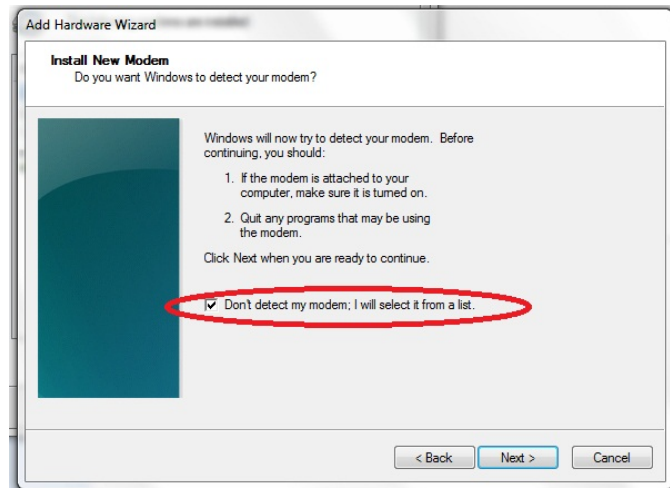 Add Hardware Wizard
Install New Modem
Do you want Windows to detect your modem?
Windows will now try to detect your modem. Before
continuing, you should:
1. If the modem is attached to your
computer, make sure it is turned on.
2. Quit any programs that may be using
the modem.
Click Next when you are ready to continue.
Don't detect my modem; I will select it from a list.
< Back Next > Cancel